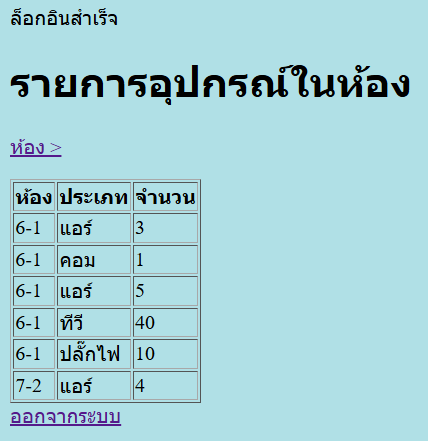 ล็อกอินสำเร็จ
รายการอุปกรณ์ในห้อง
ห้อง >
ห้อง ประเภท จำนวน
6-1 แอร์ 3
6-1 คอม 1
6-1 แอร์ 5
6-1 ทีวี 40
6-1 ปลั๊กไฟ 10
7-2 แอร์ 4
ออกจากระบบ